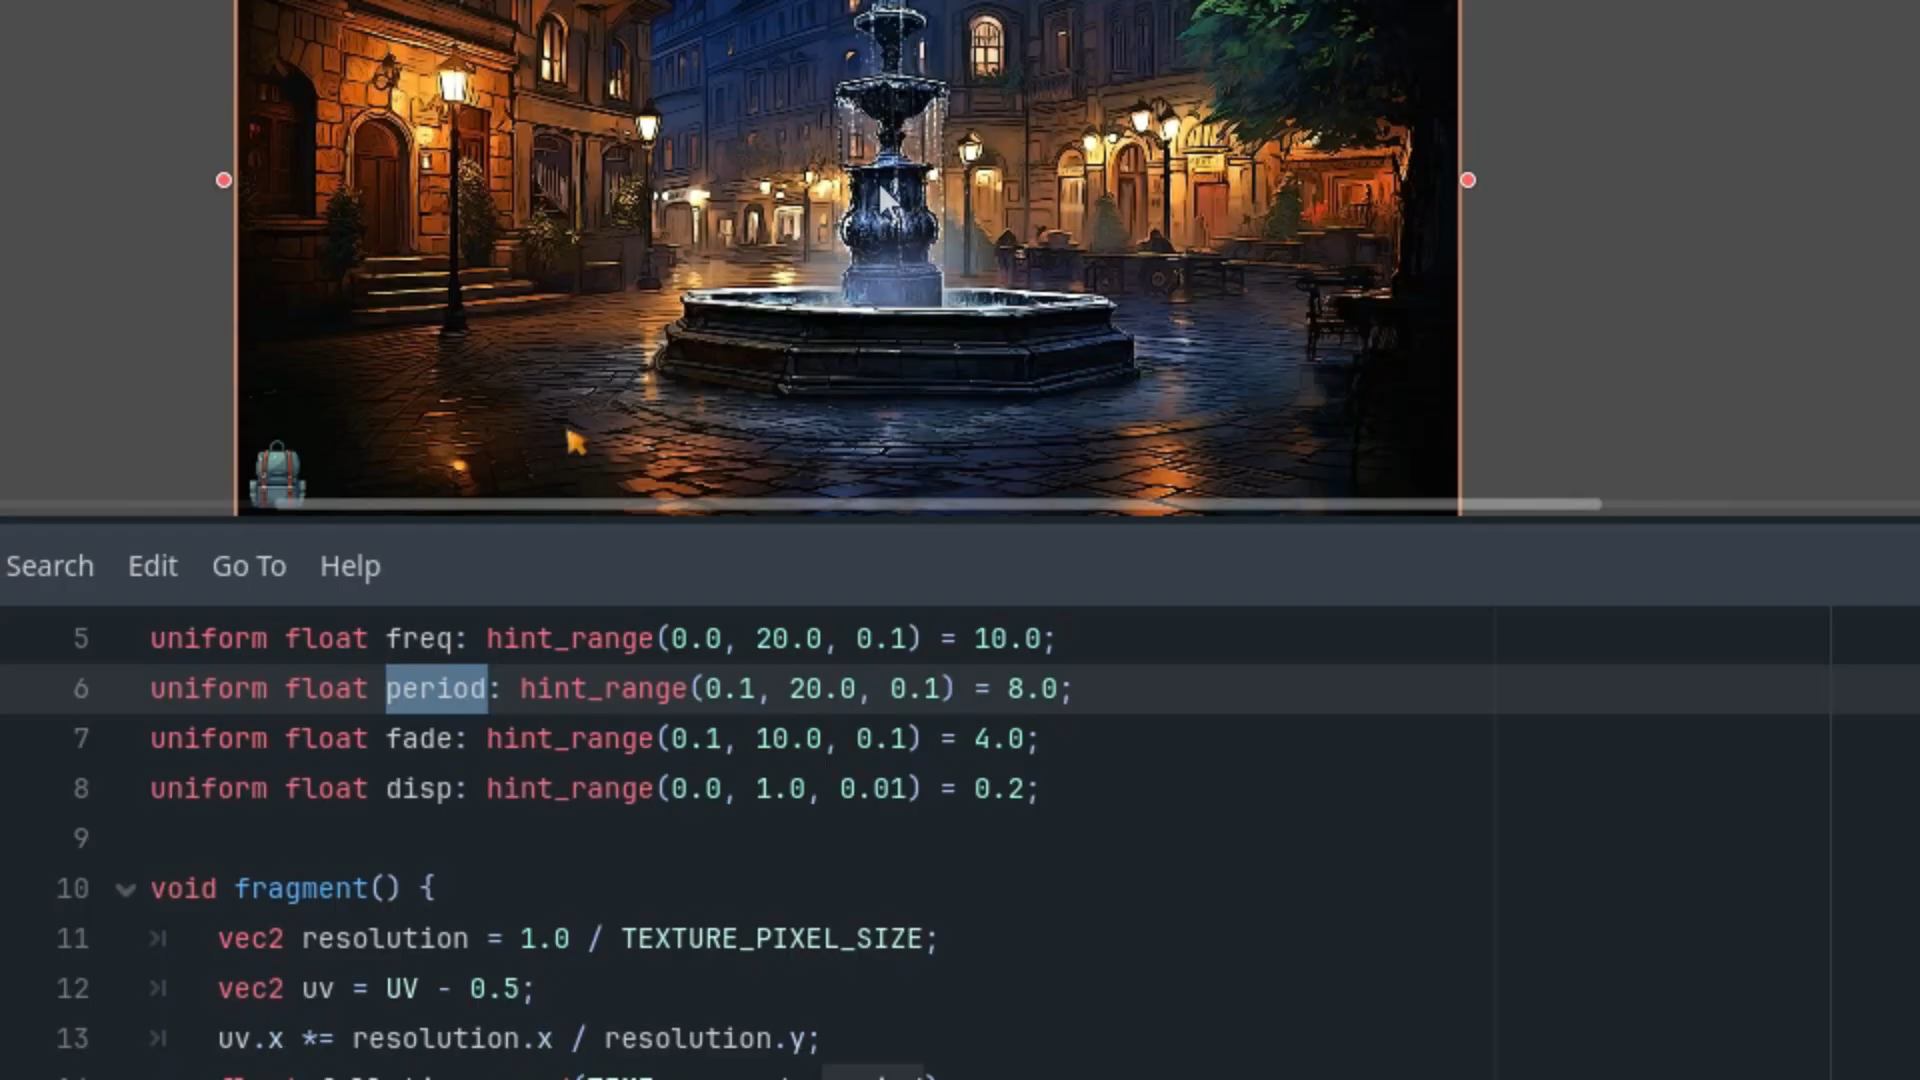 Search Edit Go To Help
5 uniform float freq: hint_range(0.0, 20.0, 0.1) = 10.0;
6 uniform float period: hint_range(0.1, 20.0, 0.1) = 8.0;
7 uniform float fade: hint_range(0.1, 10.0, 0.1) = 4.0;
8 uniform float disp: hint_range(0.0, 1.0, 0.01) = 0.2;
9
10 void fragment() {
11 vec2 resolution = 1.0 / TEXTURE_PIXEL_SIZE;
12 vec2 uv = UV - 0.5;
13 uv.x *= resolution.x / resolution.y;